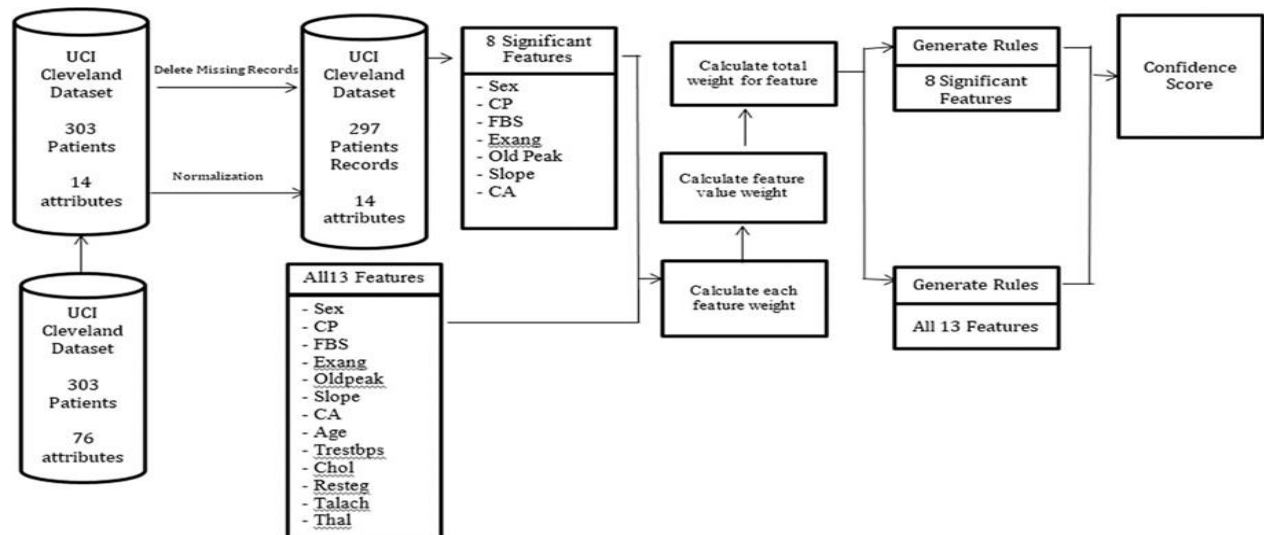 UCI
Cleveland
Dataset
303
Patients
14
attributes
Delete Missing Records
Normalization
UCI
Cleveland
Dataset
297
Patients
Records
14
attributes
UCI
Cleveland
Dataset
303
Patients
76
attributes
8 Significant
Features
- Sex
- CP
- FBS
- Exang
- Old Peak
- Slope
- CA
All13 Features
- Sex
- CP
- FBS
- Exang
- Oldpeak
- Slope
- CA
- Age
- Trestbps
- Chol
- Resteg
- Talach
- Thal
Calculate total
weight for feature
Calculate feature
value weight
Calculate each
feature weight
Generate Rules
8 Significant
Features
Generate Rules
All 13 Features
Confidence
Score